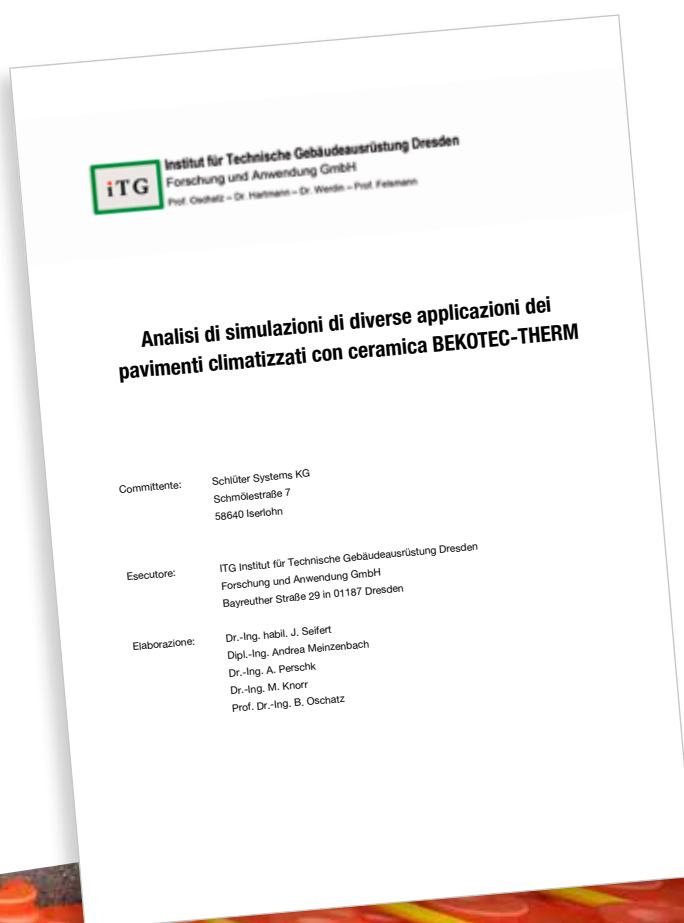 iTG
Institut für Technische Gebäudeausrüstung Dresden
Forschung und Anwendung GmbH
Prof. Oschatz – Dr. Hartmann – Dr. Werdin – Prof. Felsmann
Analisi di simulazioni di diverse applicazioni dei
pavimenti climatizzati con ceramica BEKOTEC-THERM
Committente: Schlüter Systems KG
Schmölestraße 7
58640 Iserlohn
Esecutore: ITG Institut für Technische Gebäudeausrüstung Dresden
Forschung und Anwendung GmbH
Bayreuther Straße 29 in 01187 Dresden
Elaborazione: Dr.-Ing. habil. J. Seifert
Dipl.-Ing. Andrea Meinzenbach
Dr.-Ing. A. Perschk
Dr.-Ing. M. Knorr
Prof. Dr.-Ing. B. Oschatz